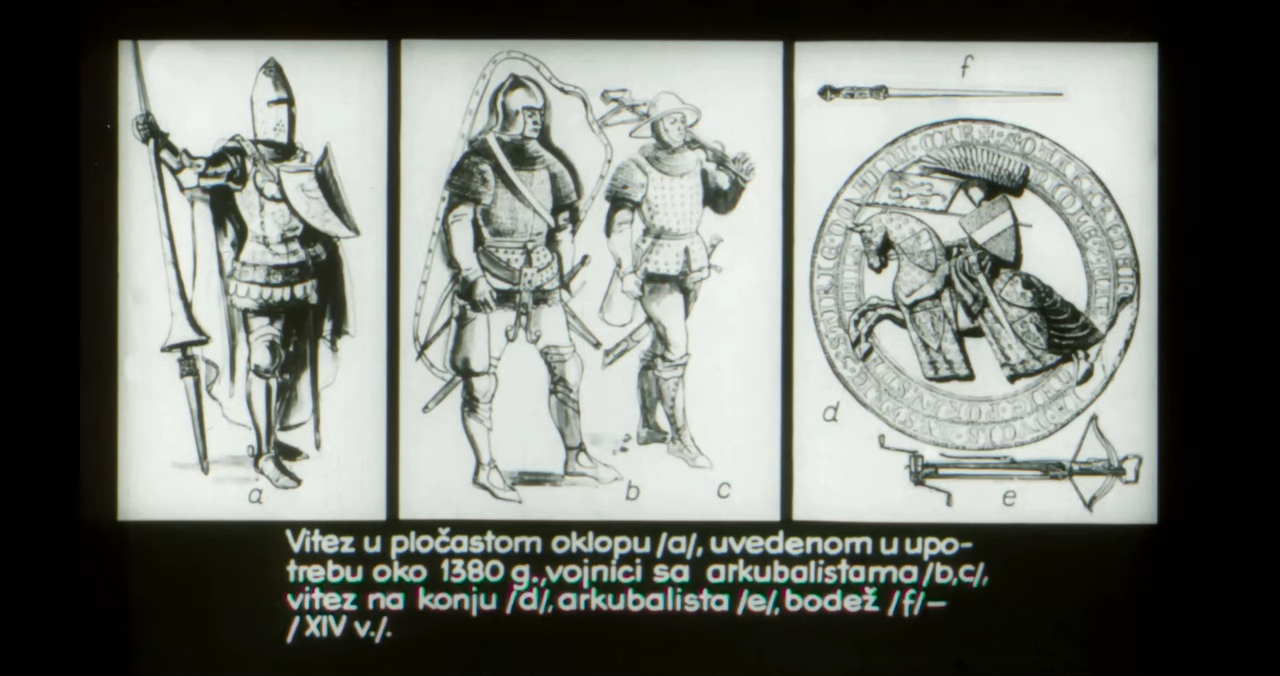 f
a
b
c
d
e
Vitez u pločastom oklopu /a/, uvedenom u upo-
trebu oko 1380 g., vojnici sa arkubalistama /b,c/,
vitez na konju /d/, arkubalista /e/, bodež /f/ –
/XIV v./.